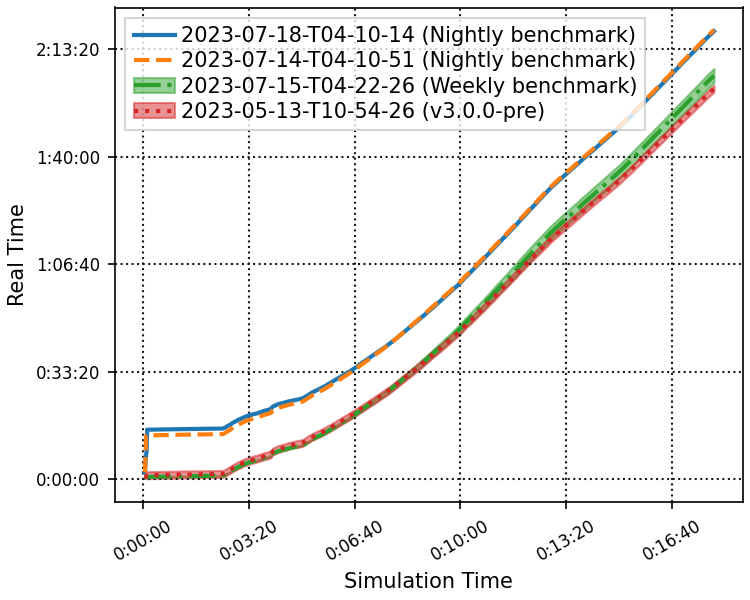 2023-07-18-T04-10-14 (Nightly benchmark)
2023-07-14-T04-10-51 (Nightly benchmark)
2023-07-15-T04-22-26 (Weekly benchmark)
2023-05-13-T10-54-26 (v3.0.0-pre)
2:13:20
1:40:00
1:06:40
0:33:20
0:00:00
Real Time
0:00:00
0:03:20
0:06:40
0:10:00
0:13:20
0:16:40
Simulation Time